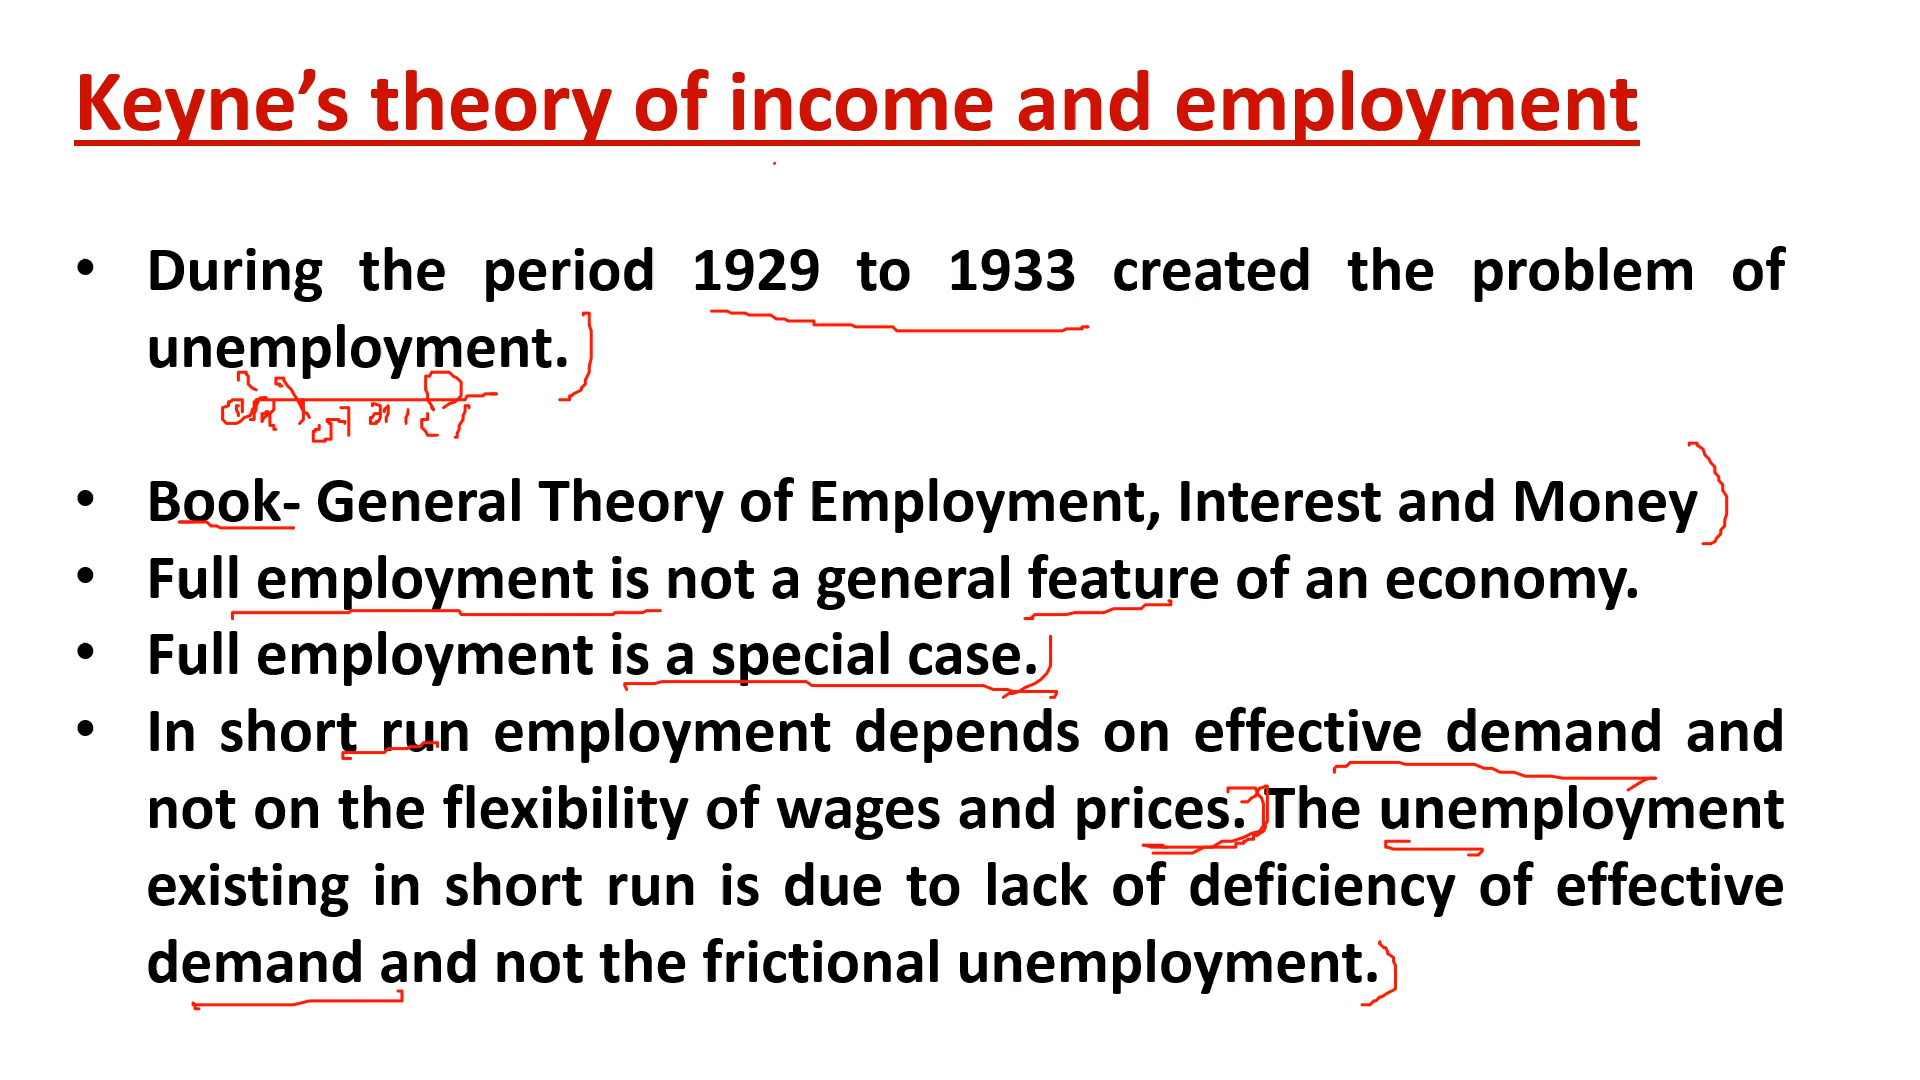 Keyne’s theory of income and employment
• During the period 1929 to 1933 created the problem of
unemployment.
• Book- General Theory of Employment, Interest and Money
• Full employment is not a general feature of an economy.
• Full employment is a special case.
• In short run employment depends on effective demand and
not on the flexibility of wages and prices. The unemployment
existing in short run is due to lack of deficiency of effective
demand and not the frictional unemployment.